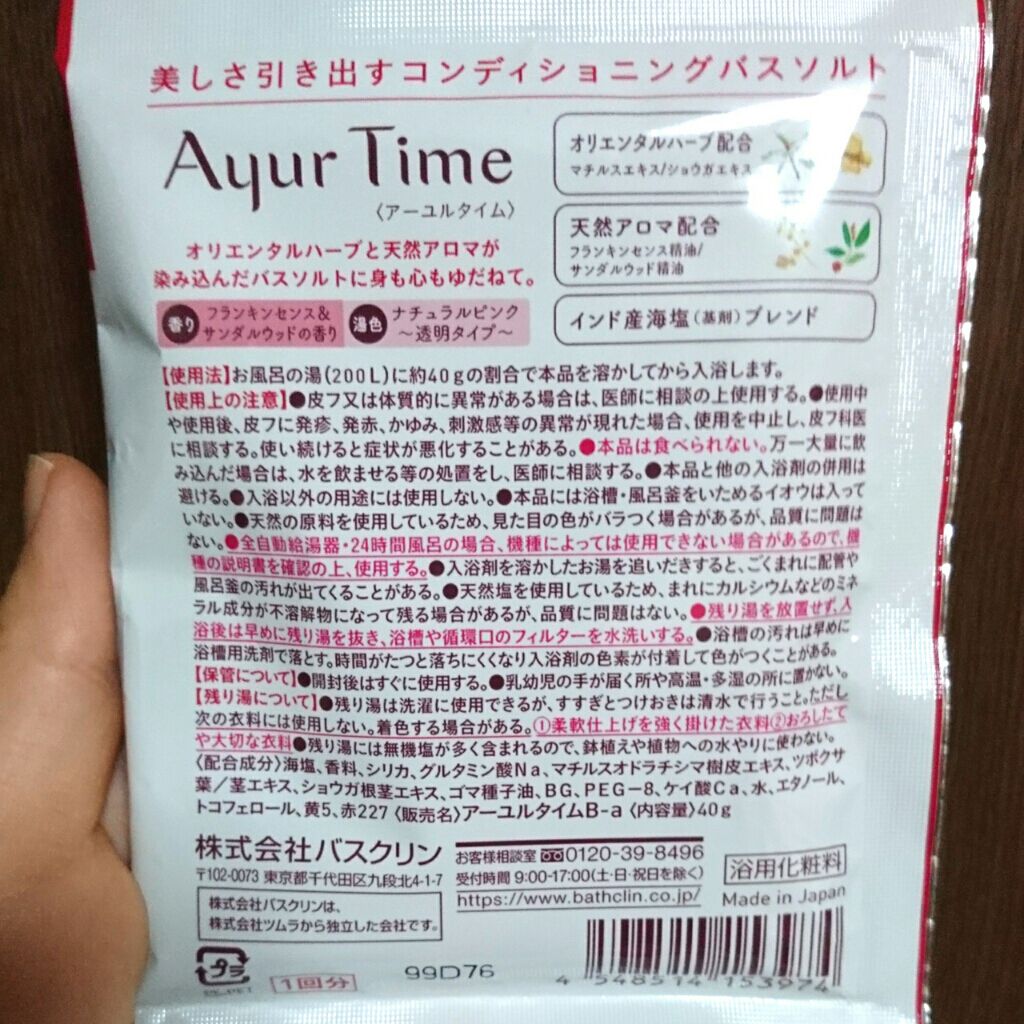 美しさ引き出すコンディショニングバスソルト
Ayur Time
〈アーユルタイム〉
オリエンタルハーブと天然アロマが
染み込んだバスソルトに身も心もゆだねて。
香り フランキンセンス&
サンダルウッドの香り
湯色 ナチュラルピンク
～透明タイプ～
オリエンタルハーブ配合
マチルスエキス/ショウガエキス
天然アロマ配合
フランキンセンス精油/
サンダルウッド精油
インド産海塩(基剤)ブレンド
【使用法】お風呂の湯(200L)に約40gの割合で本品を溶かしてから入浴します。
【使用上の注意】●皮フ又は体質的に異常がある場合は、医師に相談の上使用する。●使用中
や使用後、皮フに発疹、発赤、かゆみ、刺激感等の異常が現れた場合、使用を中止し、皮フ科医
に相談する。使い続けると症状が悪化することがある。●本品は食べられない。万一大量に飲
み込んだ場合は、水を飲ませる等の処置をし、医師に相談する。●本品と他の入浴剤の併用は
避ける。●入浴以外の用途には使用しない。●本品には浴槽・風呂釜をいためるイオウは入って
いない。●天然の原料を使用しているため、見た目の色がバラつく場合があるが、品質に問題は
ない。●全自動給湯器・24時間風呂の場合、機種によっては使用できない場合があるので、機
種の説明書を確認の上、使用する。●入浴剤を溶かしたお湯を追いだきすると、ごくまれに配管や
風呂釜の汚れが出てくることがある。●天然塩を使用しているため、まれにカルシウムなどのミネ
ラル成分が不溶解物になって残る場合があるが、品質に問題はない。●残り湯を放置せず、入
浴後は早めに残り湯を抜き、浴槽や循環口のフィルターを水洗いする。●浴槽の汚れは早めに
浴槽用洗剤で落とす。時間がたつと落ちにくくなり入浴剤の色素が付着して色がつくことがある。
【保管について】●開封後はすぐに使用する。●乳幼児の手が届く所や高温・多湿の所に置かない。
【残り湯について】●残り湯は洗濯に使用できるが、すすぎとつけおきは清水で行うこと。ただし
次の衣料には使用しない。着色する場合がある。①柔軟仕上げを強く掛けた衣料②おろしたて
や大切な衣料●残り湯には無機塩が多く含まれるので、鉢植えや植物への水やりに使わない。
〈配合成分〉海塩、香料、シリカ、グルタミン酸Na、マチルスオドラチシマ樹皮エキス、ツボクサ
葉/茎エキス、ショウガ根茎エキス、ゴマ種子油、BG、PEG-8、ケイ酸Ca、水、エタノール、
トコフェロール、黄5、赤227〈販売名〉アーユルタイムB-a〈内容量〉40g
株式会社バスクリン
〒102-0073 東京都千代田区九段北4-1-7
株式会社バスクリンは、
株式会社ツムラから独立した会社です。
お客様相談室 0120-39-8496
受付時間 9:00-17:00(土・日・祝日を除く)
https://www.bathclin.co.jp/
浴用化粧料
Made in Japan
プラ
PE、PET
1回分
99D76
4 548514 153974